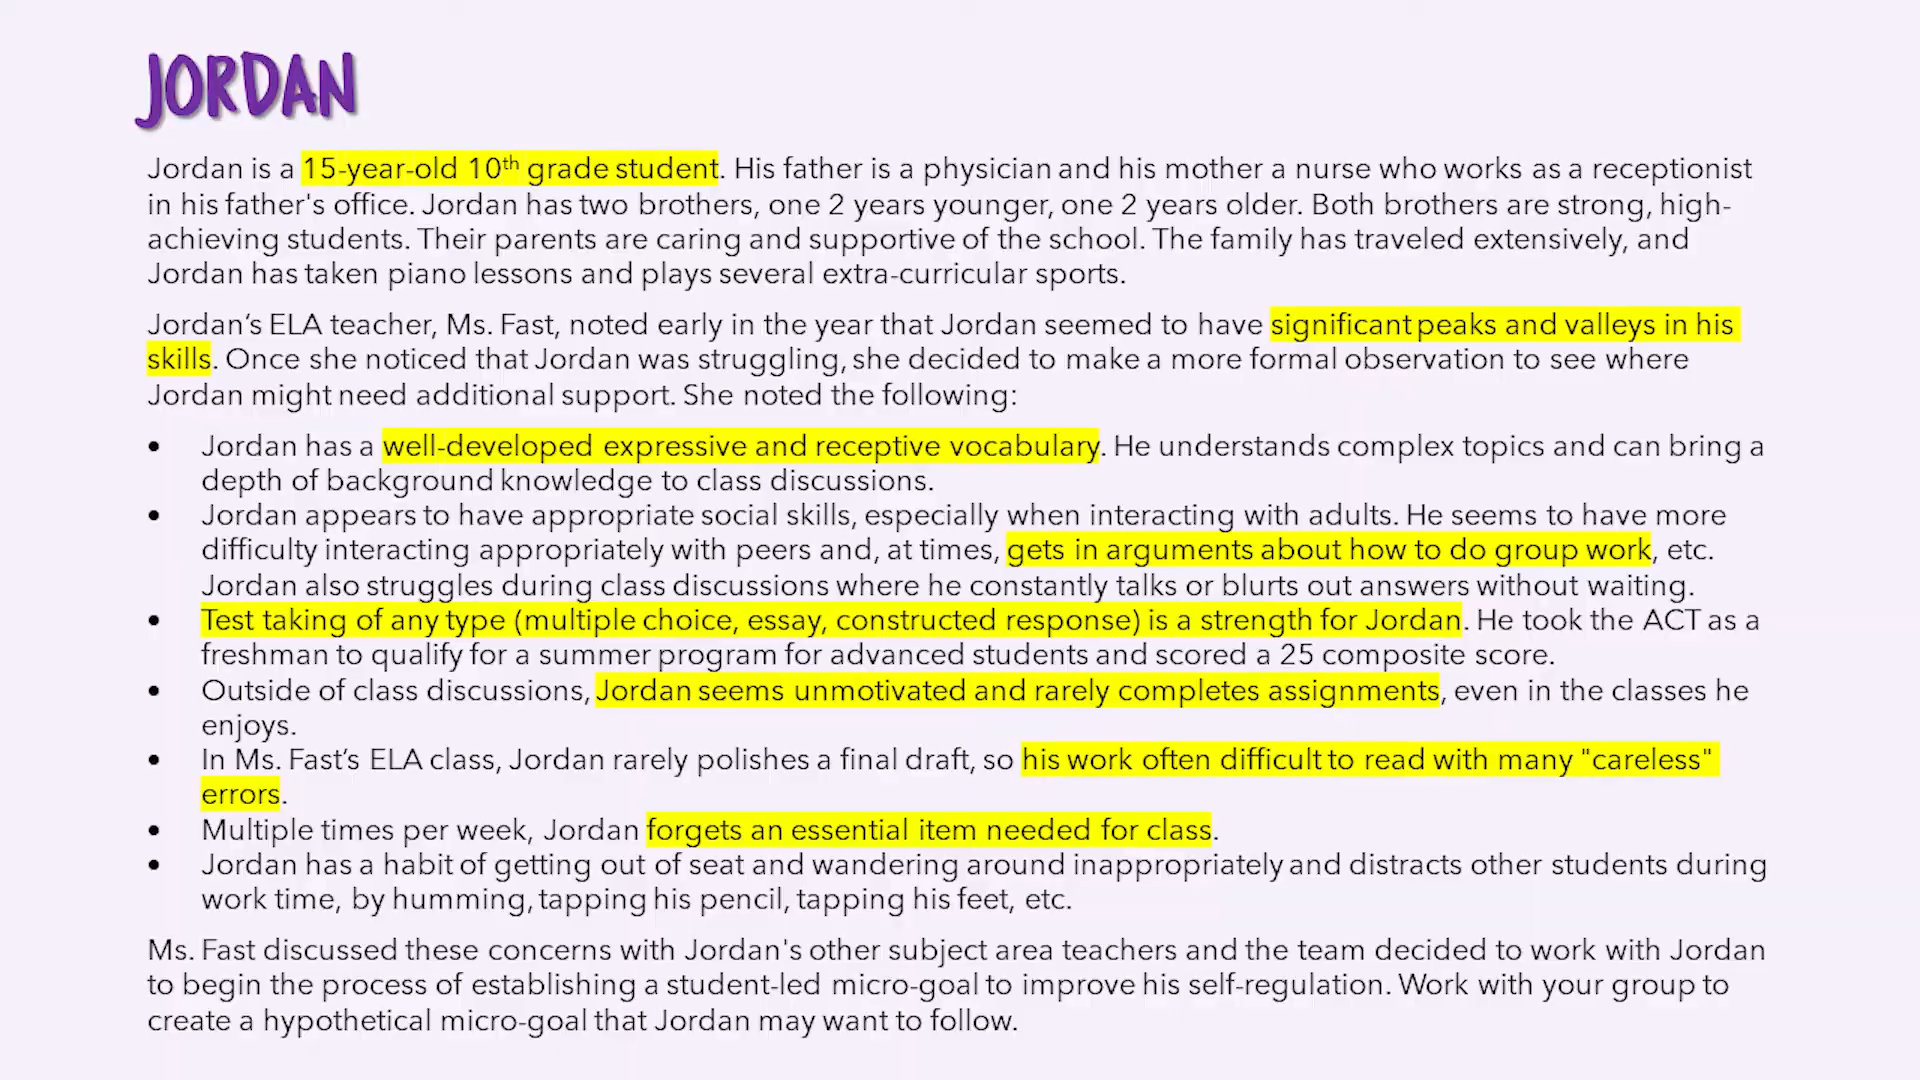 JORDAN
Jordan is a 15-year-old 10th grade student. His father is a physician and his mother a nurse who works as a receptionist
in his father's office. Jordan has two brothers, one 2 years younger, one 2 years older. Both brothers are strong, high-
achieving students. Their parents are caring and supportive of the school. The family has traveled extensively, and
Jordan has taken piano lessons and plays several extra-curricular sports.
Jordan’s ELA teacher, Ms. Fast, noted early in the year that Jordan seemed to have significant peaks and valleys in his
skills. Once she noticed that Jordan was struggling, she decided to make a more formal observation to see where
Jordan might need additional support. She noted the following:
• Jordan has a well-developed expressive and receptive vocabulary. He understands complex topics and can bring a
depth of background knowledge to class discussions.
• Jordan appears to have appropriate social skills, especially when interacting with adults. He seems to have more
difficulty interacting appropriately with peers and, at times, gets in arguments about how to do group work, etc.
Jordan also struggles during class discussions where he constantly talks or blurts out answers without waiting.
• Test taking of any type (multiple choice, essay, constructed response) is a strength for Jordan. He took the ACT as a
freshman to qualify for a summer program for advanced students and scored a 25 composite score.
• Outside of class discussions, Jordan seems unmotivated and rarely completes assignments, even in the classes he
enjoys.
• In Ms. Fast’s ELA class, Jordan rarely polishes a final draft, so his work often difficult to read with many "careless"
errors.
• Multiple times per week, Jordan forgets an essential item needed for class.
• Jordan has a habit of getting out of seat and wandering around inappropriately and distracts other students during
work time, by humming, tapping his pencil, tapping his feet, etc.
Ms. Fast discussed these concerns with Jordan's other subject area teachers and the team decided to work with Jordan
to begin the process of establishing a student-led micro-goal to improve his self-regulation. Work with your group to
create a hypothetical micro-goal that Jordan may want to follow.